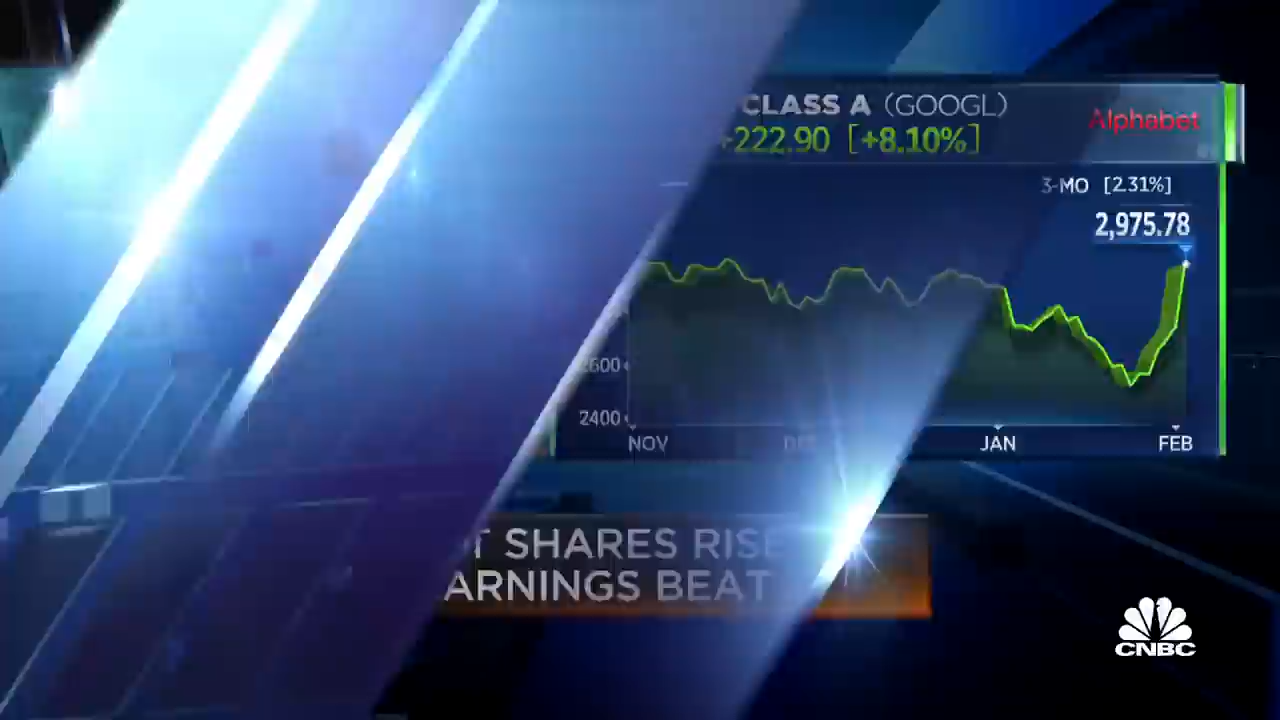 CLASS A (GOOGL)
+222.90 [+8.10%]
Alphabet
3-MO [2.31%]
2,975.78
2600
2400
NOV
DEC
JAN
FEB
T SHARES RISE
ARNINGS BEAT
CNBC